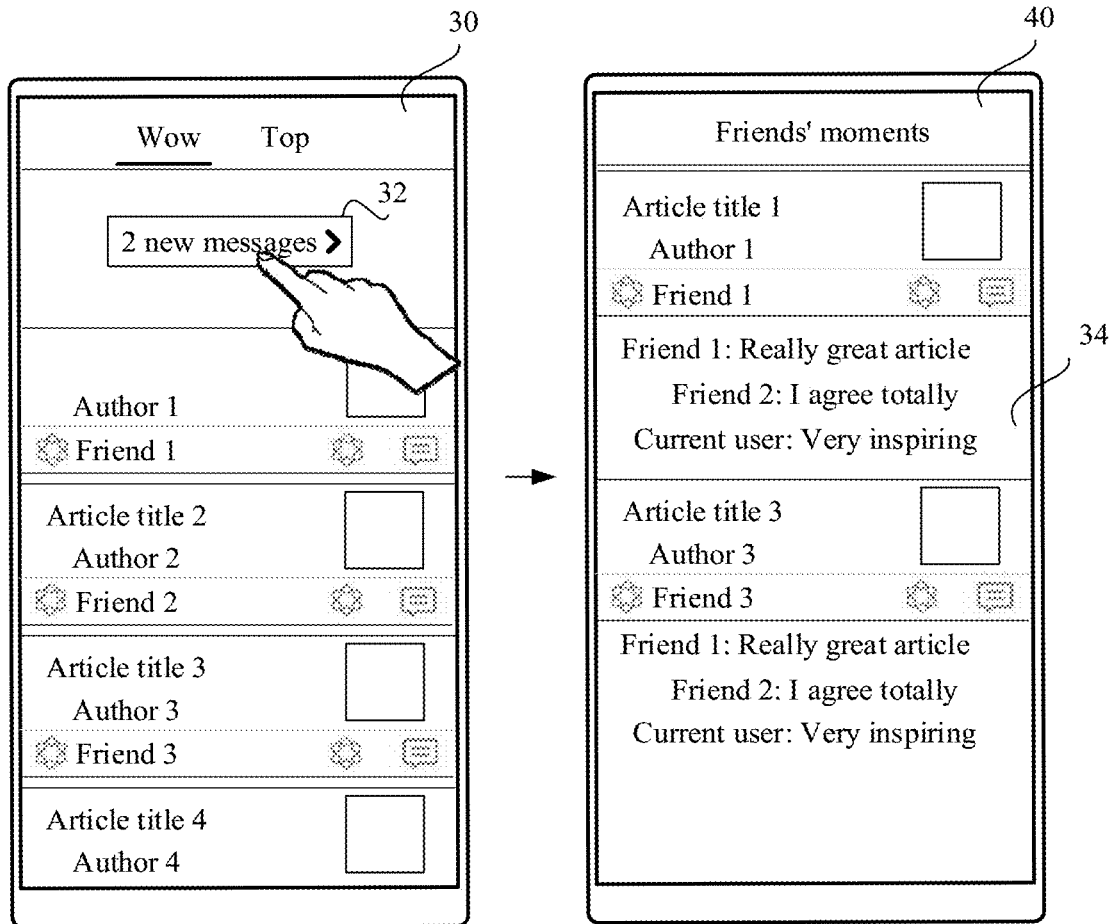 30
Wow Top
32
2 new messages
Author 1
Friend 1
Article title 2
Author 2
Friend 2
Article title 3
Author 3
Friend 3
Article title 4
Author 4
40
Friends' moments
Article title 1
Author 1
Friend 1
34
Friend 1: Really great article
Friend 2: I agree totally
Current user: Very inspiring
Article title 3
Author 3
Friend 3
Friend 1: Really great article
Friend 2: I agree totally
Current user: Very inspiring